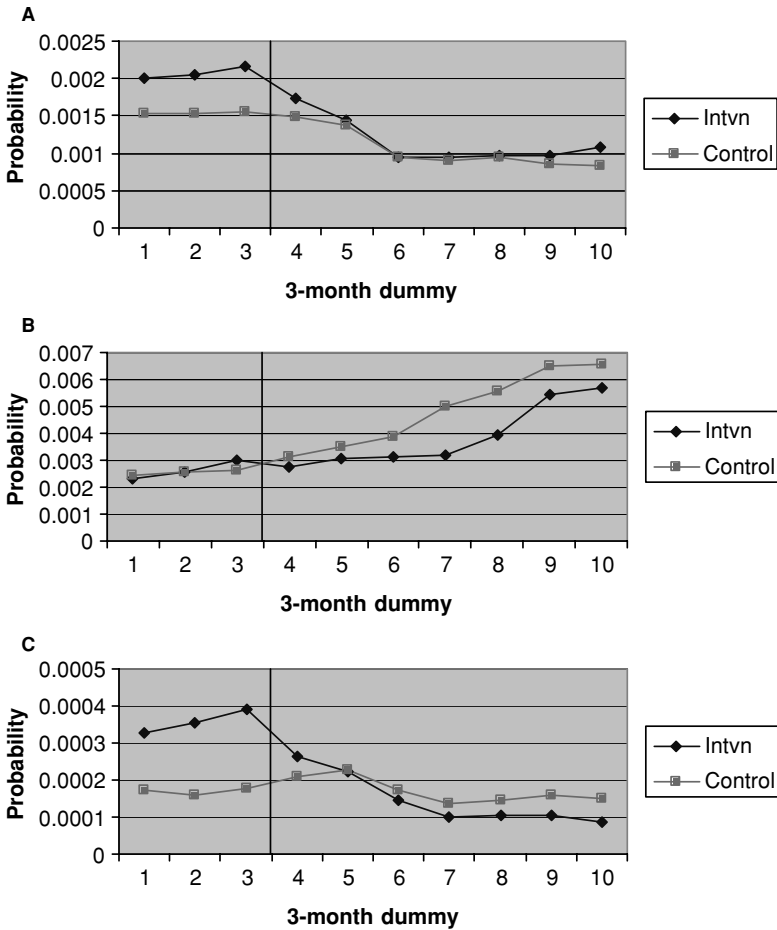 A
Probability
0.0025
0.002
0.0015
0.001
0.0005
0
1 2 3 4 5 6 7 8 9 10
3-month dummy
Intvn
Control
B
Probability
0.007
0.006
0.005
0.004
0.003
0.002
0.001
0
1 2 3 4 5 6 7 8 9 10
3-month dummy
Intvn
Control
C
Probability
0.0005
0.0004
0.0003
0.0002
0.0001
0
1 2 3 4 5 6 7 8 9 10
3-month dummy
Intvn
Control